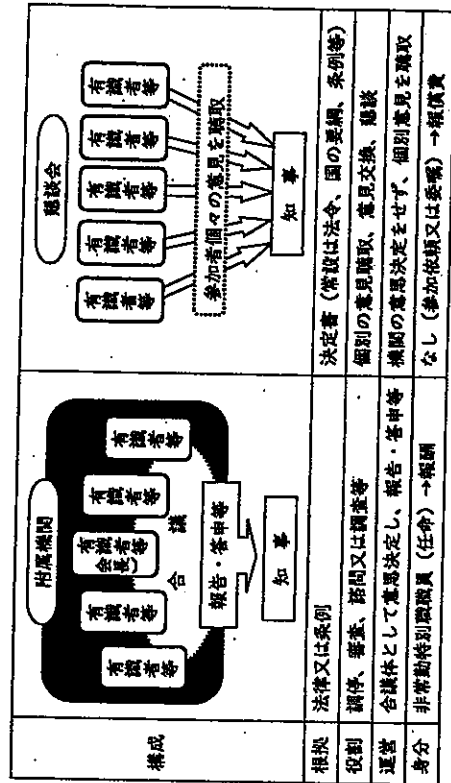 構成
附属機関
有識者等
有識者等
有識者等
(会長)
有識者等
有識者等
合議
報告・答申等
知事
懇談会
有識者等
有識者等
有識者等
有識者等
有識者等
参加者個々の意見を聴取
知事
根拠
法律又は条例
決定書（常設は法令、国の要綱、条例等）
役割
調停、審査、諮問又は調査等
個別の意見聴取、意見交換、懇談
運営
合議体として意思決定し、報告・答申等
機関の意思決定をせず、個別意見を聴取
身分
非常勤特別職職員（任命）→報酬
なし（参加依頼又は委嘱）→報償費